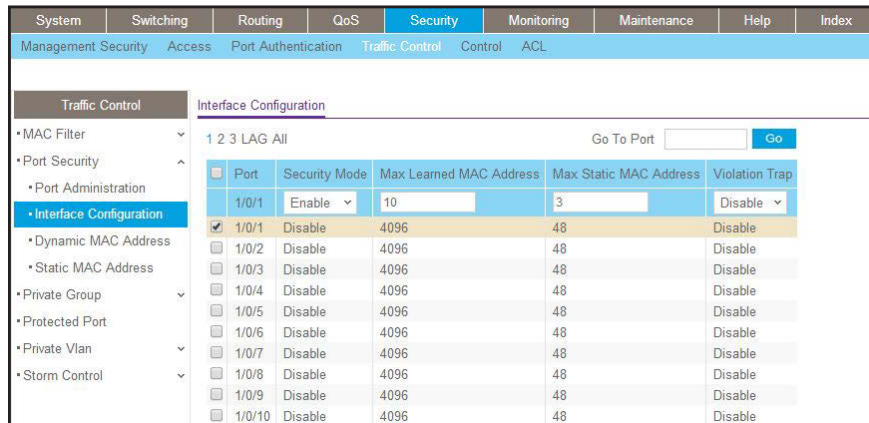 System Switching Routing QoS Security Monitoring Maintenance Help Index
Management Security Access Port Authentication Traffic Control Control ACL
Traffic Control
MAC Filter
Port Security
Port Administration
Interface Configuration
Dynamic MAC Address
Static MAC Address
Private Group
Protected Port
Private Vlan
Storm Control
Interface Configuration
1 2 3 LAG All Go To Port Go
Port Security Mode Max Learned MAC Address Max Static MAC Address Violation Trap
1/0/1 Enable 10 3 Disable
1/0/1 Disable 4096 48 Disable
1/0/2 Disable 4096 48 Disable
1/0/3 Disable 4096 48 Disable
1/0/4 Disable 4096 48 Disable
1/0/5 Disable 4096 48 Disable
1/0/6 Disable 4096 48 Disable
1/0/7 Disable 4096 48 Disable
1/0/8 Disable 4096 48 Disable
1/0/9 Disable 4096 48 Disable
1/0/10 Disable 4096 48 Disable